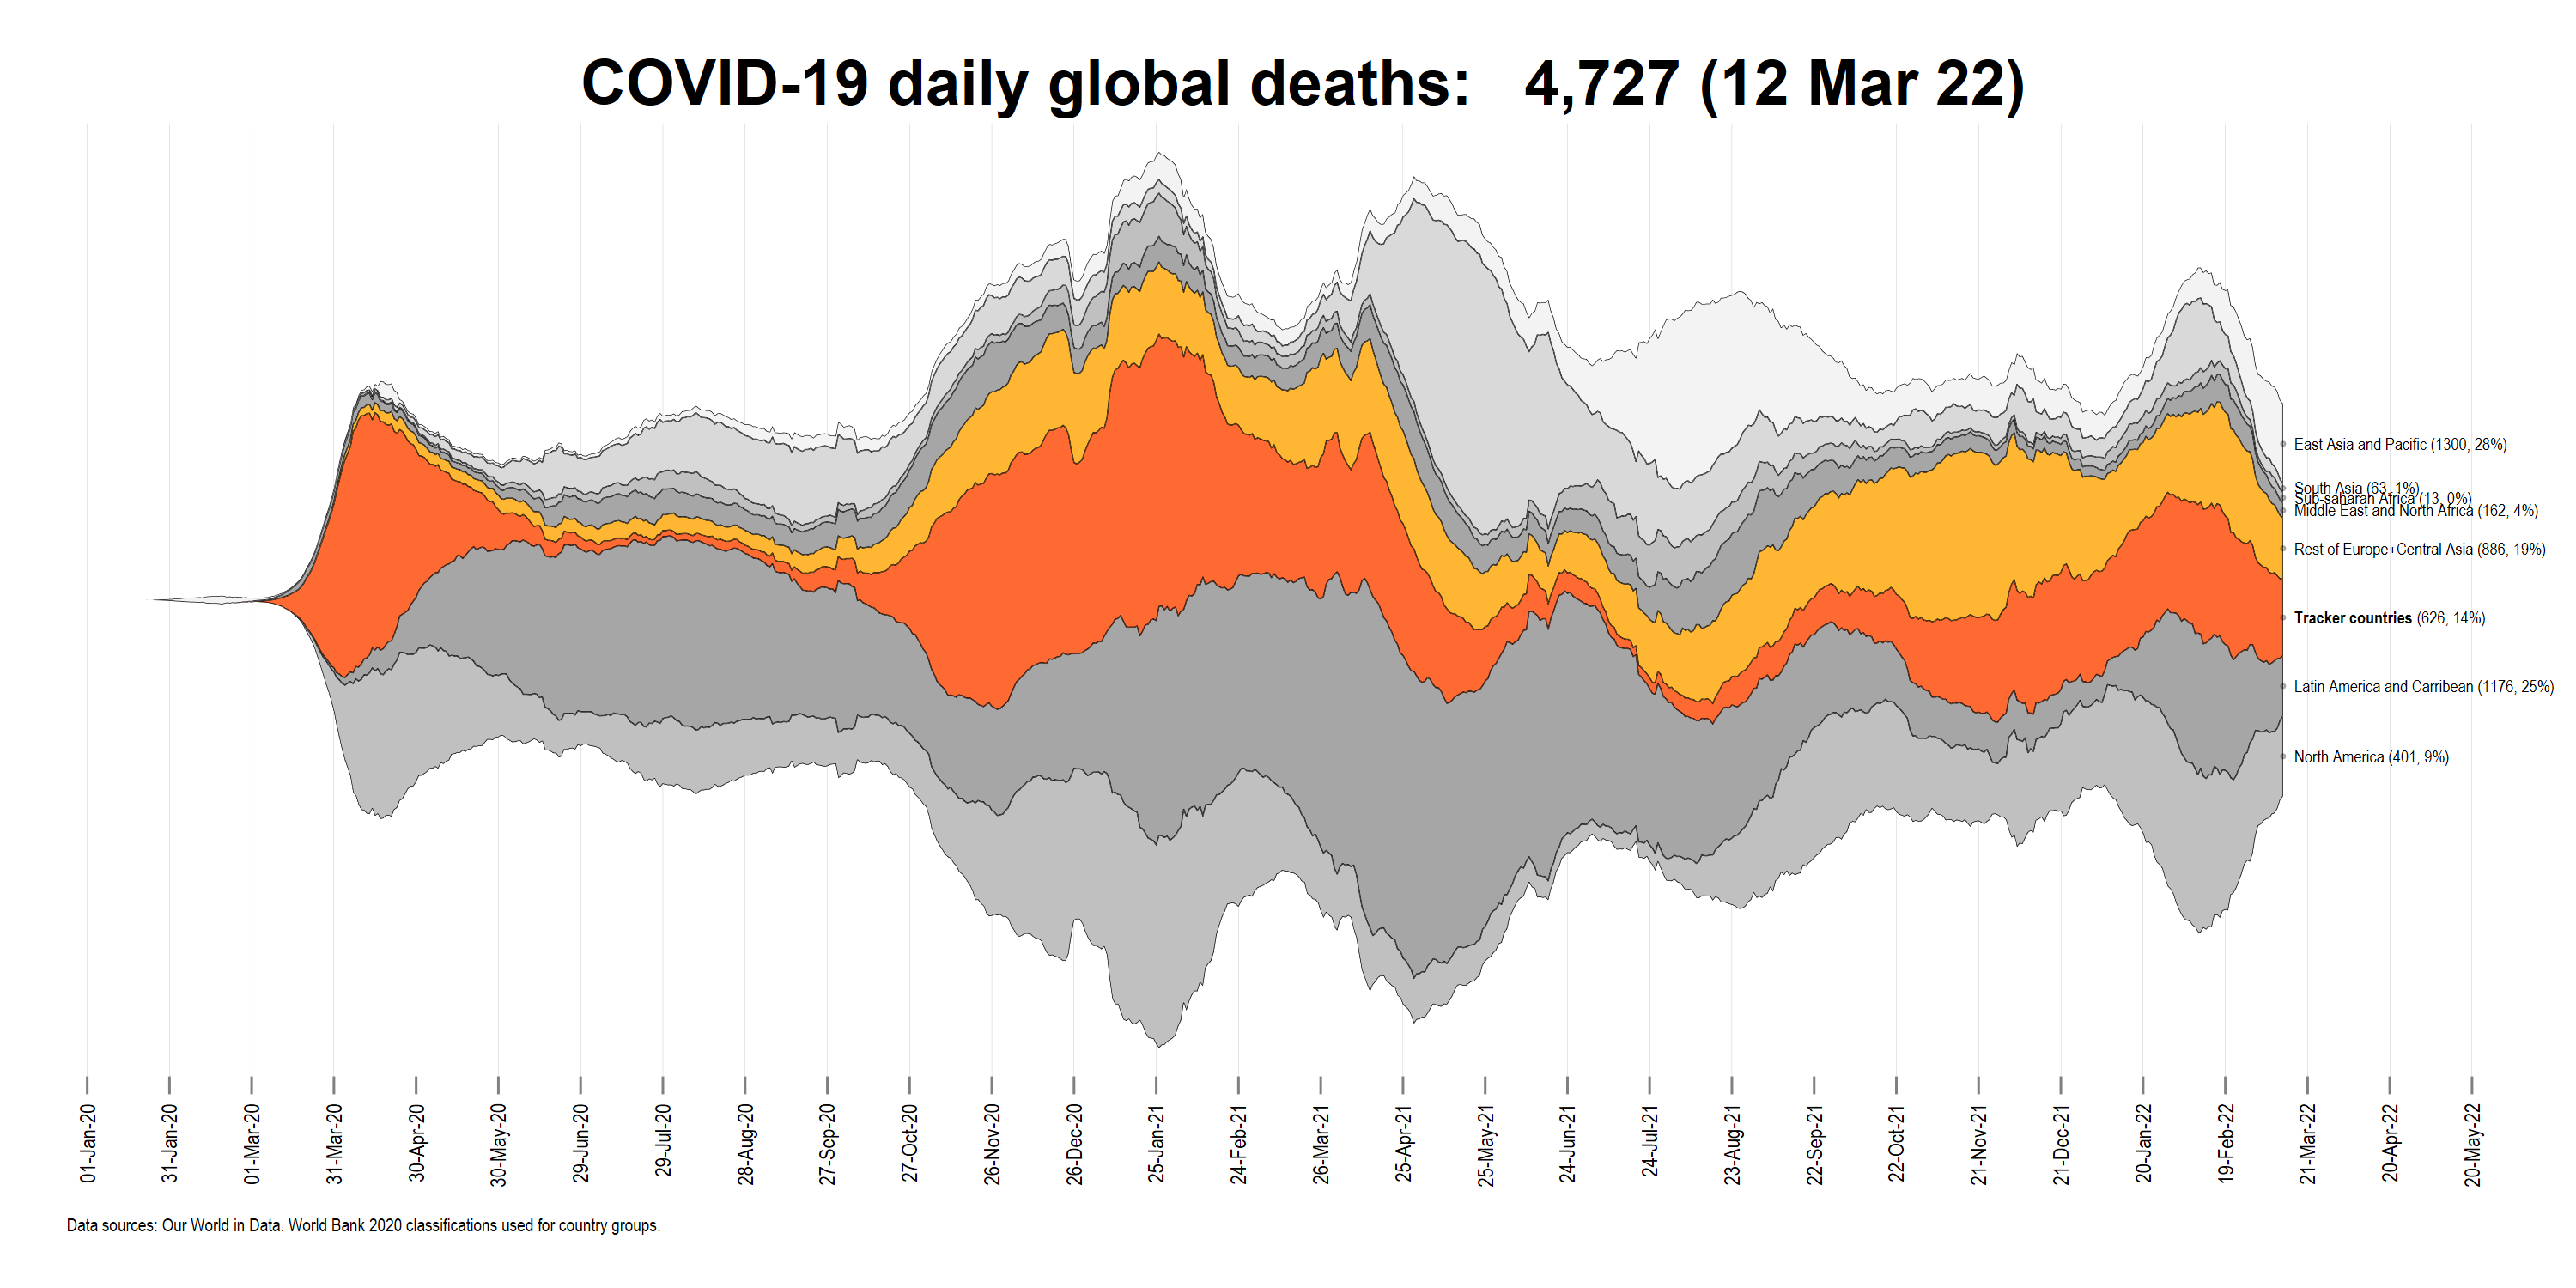 COVID-19 daily global deaths: 4,727 (12 Mar 22)
East Asia and Pacific (1300, 28%)
South Asia (63, 1%)
Sub-saharan Africa (13, 0%)
Middle East and North Africa (162, 4%)
Rest of Europe+Central Asia (886, 19%)
Tracker countries (626, 14%)
Latin America and Carribean (1176, 25%)
North America (401, 9%)
01-Jan-20
31-Jan-20
01-Mar-20
31-Mar-20
30-Apr-20
30-May-20
29-Jun-20
29-Jul-20
28-Aug-20
27-Sep-20
27-Oct-20
26-Nov-20
26-Dec-20
25-Jan-21
24-Feb-21
26-Mar-21
25-Apr-21
25-May-21
24-Jun-21
24-Jul-21
23-Aug-21
22-Sep-21
22-Oct-21
21-Nov-21
21-Dec-21
20-Jan-22
19-Feb-22
21-Mar-22
20-Apr-22
20-May-22
Data sources: Our World in Data. World Bank 2020 classifications used for country groups.